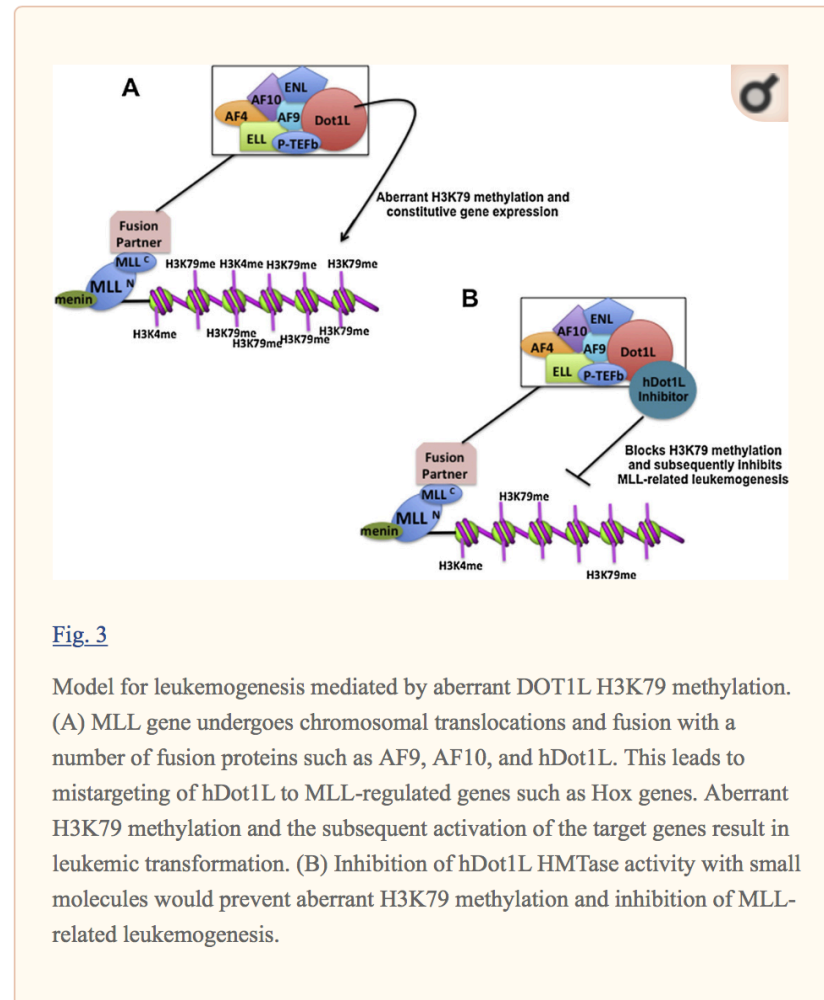 A
ENL
AF10
AF4
AF9
Dot1L
ELL
P-TEFb
Aberrant H3K79 methylation and
constitutive gene expression
Fusion
Partner
MLL C
MLL N
menin
H3K79me H3K4me H3K79me H3K79me
H3K4me
H3K79me
H3K79me
H3K79me
H3K79me
B
ENL
AF10
AF4
AF9
Dot1L
ELL
P-TEFb
hDot1L
Inhibitor
Blocks H3K79 methylation
and subsequently inhibits
MLL-related leukemogenesis
Fusion
Partner
MLL C
MLL N
menin
H3K79me
H3K4me
H3K79me
Fig. 3
Model for leukemogenesis mediated by aberrant DOT1L H3K79 methylation.
(A) MLL gene undergoes chromosomal translocations and fusion with a
number of fusion proteins such as AF9, AF10, and hDot1L. This leads to
mistargeting of hDot1L to MLL-regulated genes such as Hox genes. Aberrant
H3K79 methylation and the subsequent activation of the target genes result in
leukemic transformation. (B) Inhibition of hDot1L HMTase activity with small
molecules would prevent aberrant H3K79 methylation and inhibition of MLL-
related leukemogenesis.